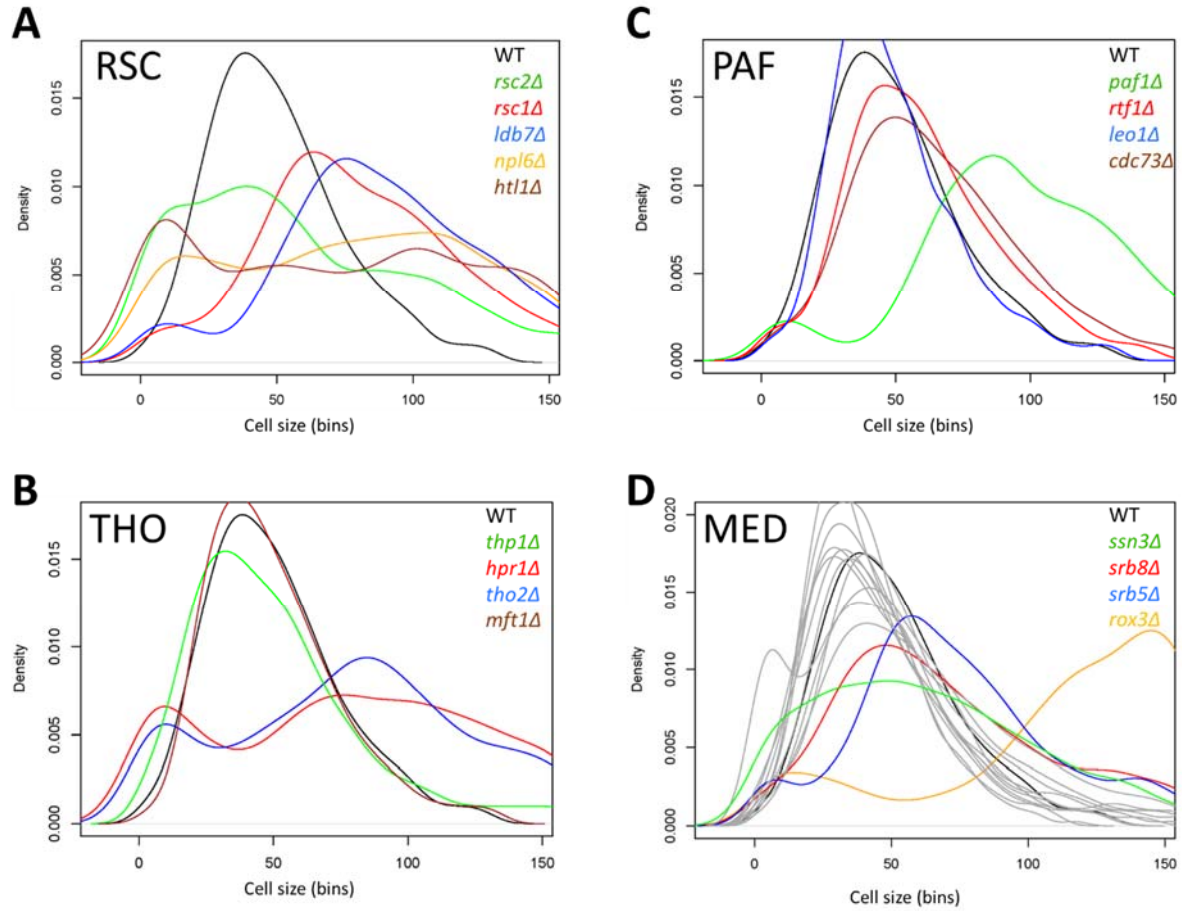 A
RSC
WT
rsc2Δ
rsc1Δ
ldb7Δ
npl6Δ
htl1Δ
Density
0.000
0.005
0.010
0.015
0 50 100 150
Cell size (bins)
C
PAF
WT
paf1Δ
rtf1Δ
leo1Δ
cdc73Δ
Density
0.000
0.005
0.010
0.015
0 50 100 150
Cell size (bins)
B
THO
WT
thp1Δ
hpr1Δ
tho2Δ
mft1Δ
Density
0.000
0.005
0.010
0.015
0 50 100 150
Cell size (bins)
D
MED
WT
ssn3Δ
srb8Δ
srb5Δ
rox3Δ
Density
0.000
0.005
0.010
0.015
0.020
0 50 100 150
Cell size (bins)